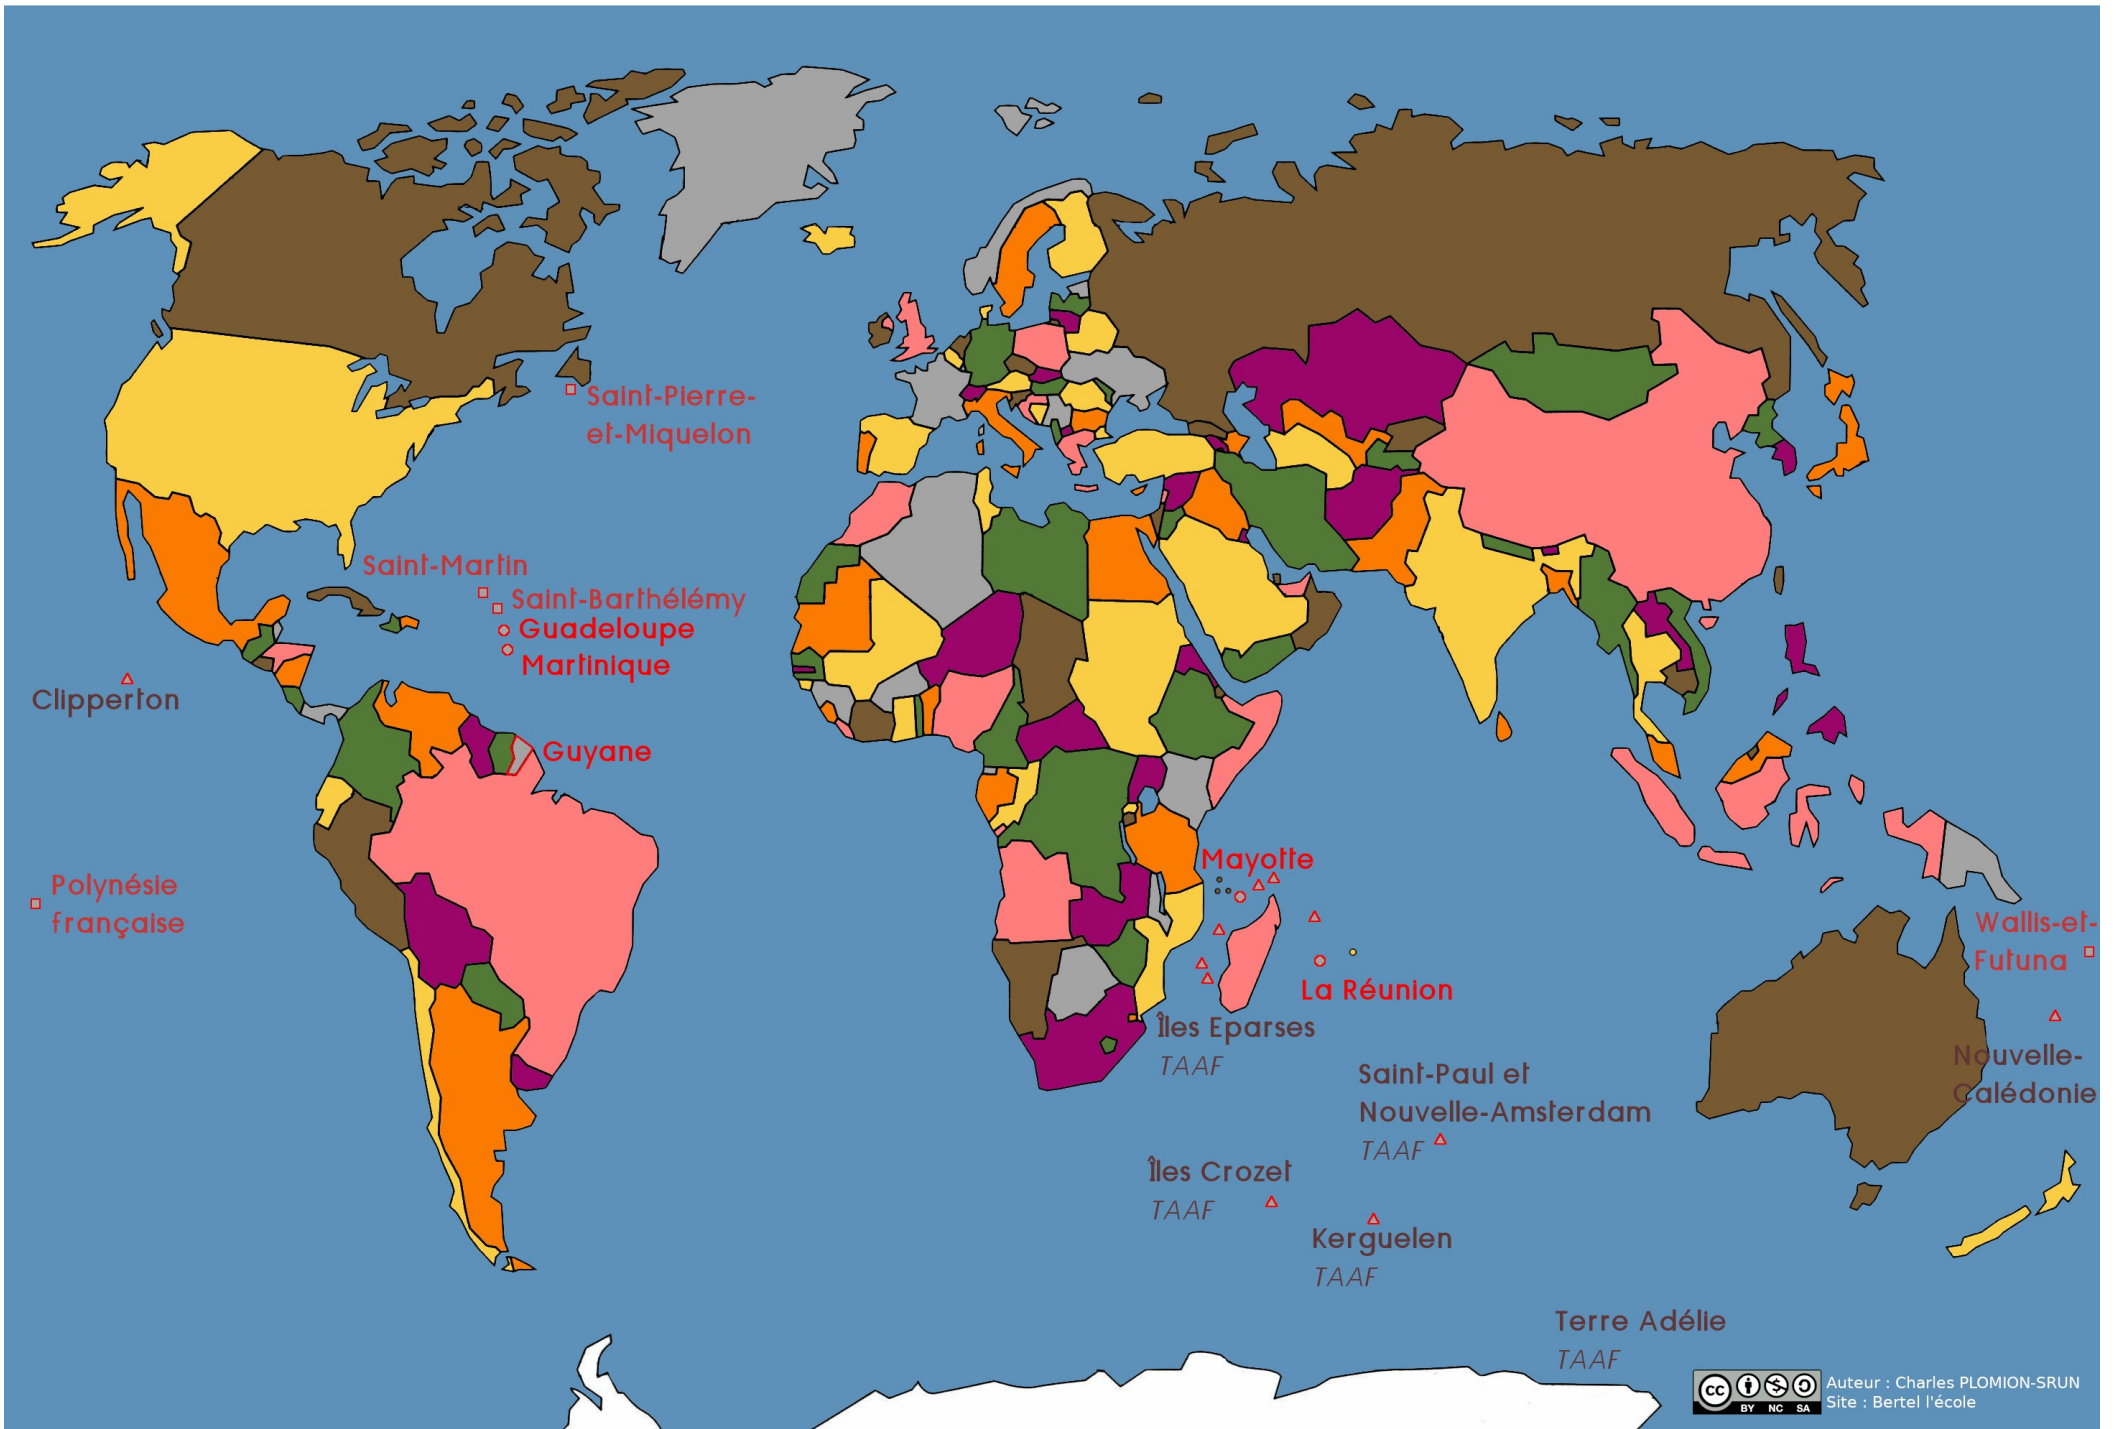 Saint-Pierre-
et-Miquelon
Saint-Martin
Saint-Barthélémy
Guadeloupe
Martinique
Clipperton
Guyane
Mayotte
Polynésie
française
Wallis-et-
Futuna
La Réunion
Îles Eparses
TAAF
Nouvelle-
Calédonie
Saint-Paul et
Nouvelle-Amsterdam
TAAF
Îles Crozet
TAAF
Kerguelen
TAAF
Terre Adélie
TAAF
cc
BY NC SA
Auteur : Charles PLOMION-SRUN
Site : Bertel l'école